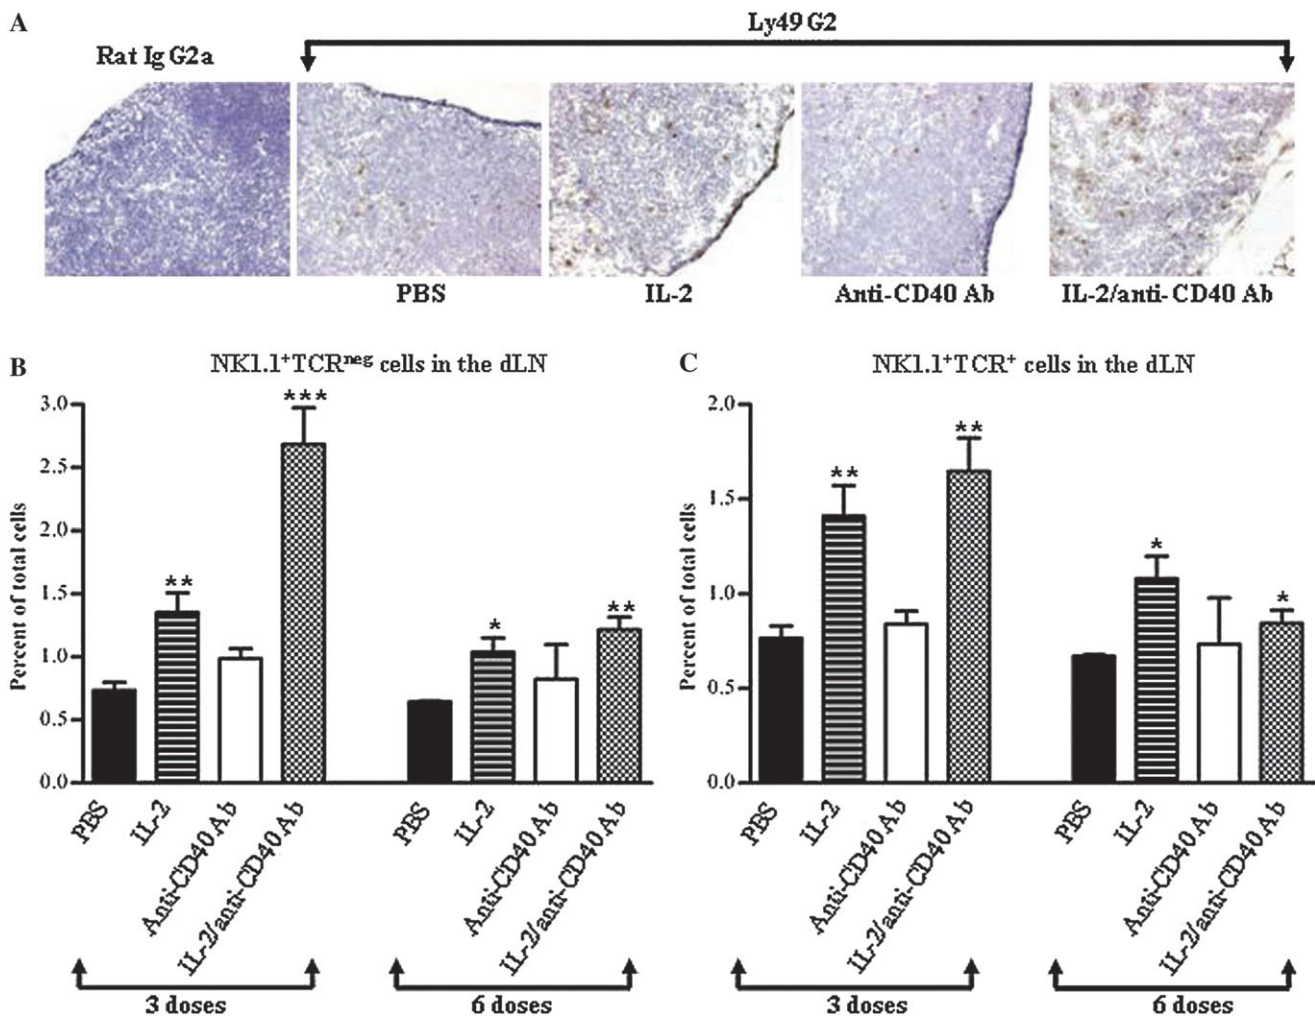 A
Ly49 G2
Rat Ig G2a
PBS
IL-2
Anti-CD40 Ab
IL-2/anti-CD40 Ab
B
NK1.1⁺TCRⁿᵉᵍ cells in the dLN
Percent of total cells
3.0
2.5
2.0
1.5
1.0
0.5
0.0
***
**
*
**
PBS
IL-2
Anti-CD40 Ab
IL-2/anti-CD40 Ab
PBS
IL-2
Anti-CD40 Ab
IL-2/anti-CD40 Ab
3 doses
6 doses
C
NK1.1⁺TCR⁺ cells in the dLN
Percent of total cells
2.0
1.5
1.0
0.5
0.0
**
**
*
*
PBS
IL-2
Anti-CD40 Ab
IL-2/anti-CD40 Ab
PBS
IL-2
Anti-CD40 Ab
IL-2/anti-CD40 Ab
3 doses
6 doses